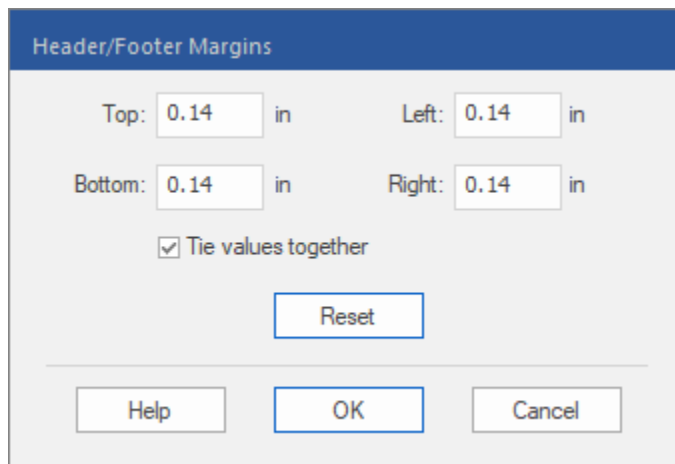 Header/Footer Margins
Top: 0.14 in Left: 0.14 in
Bottom: 0.14 in Right: 0.14 in
Tie values together
Reset
Help OK Cancel